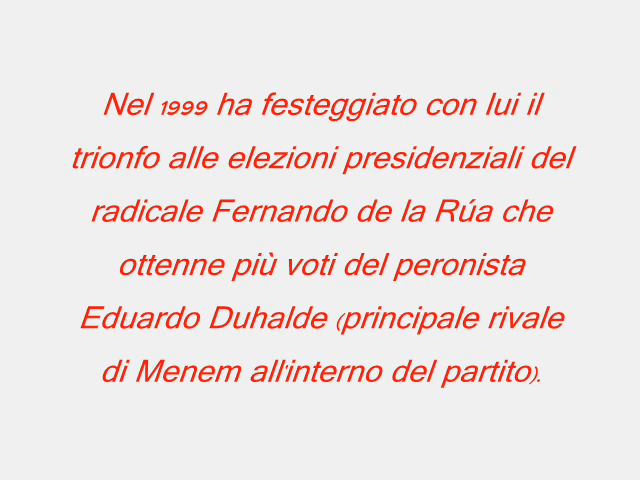 Nel 1999 ha festeggiato con lui il
trionfo alle elezioni presidenziali del
radicale Fernando de la Rúa che
ottenne più voti del peronista
Eduardo Duhalde (principale rivale
di Menem all'interno del partito).